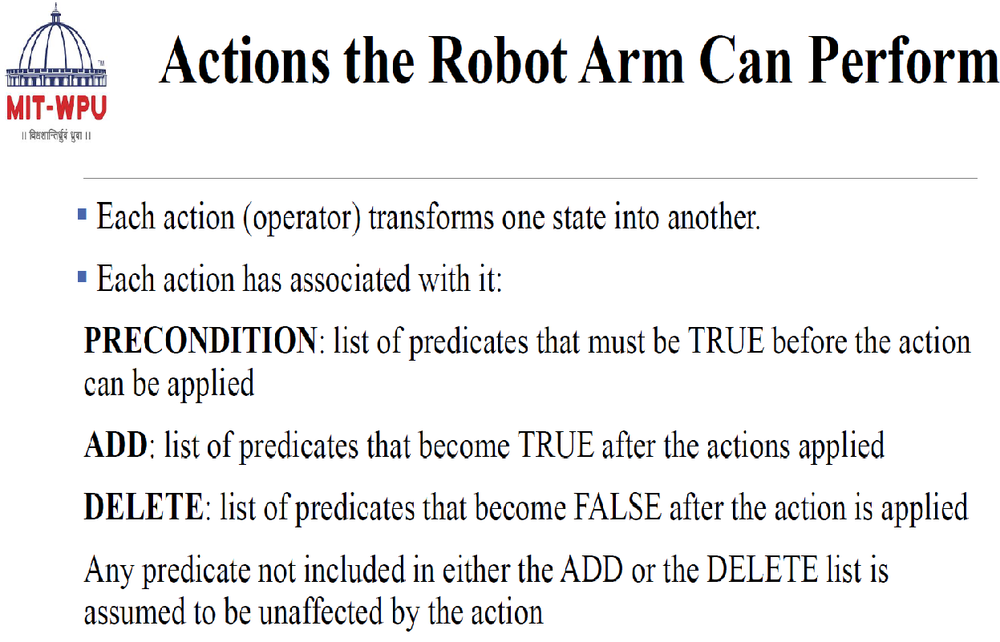 Actions the Robot Arm Can Perform
TM
MIT-WPU
॥ विश्वशान्तिर्ध्रुवं ध्रुवा ॥
▪ Each action (operator) transforms one state into another.
▪ Each action has associated with it:
PRECONDITION: list of predicates that must be TRUE before the action
can be applied
ADD: list of predicates that become TRUE after the actions applied
DELETE: list of predicates that become FALSE after the action is applied
Any predicate not included in either the ADD or the DELETE list is
assumed to be unaffected by the action